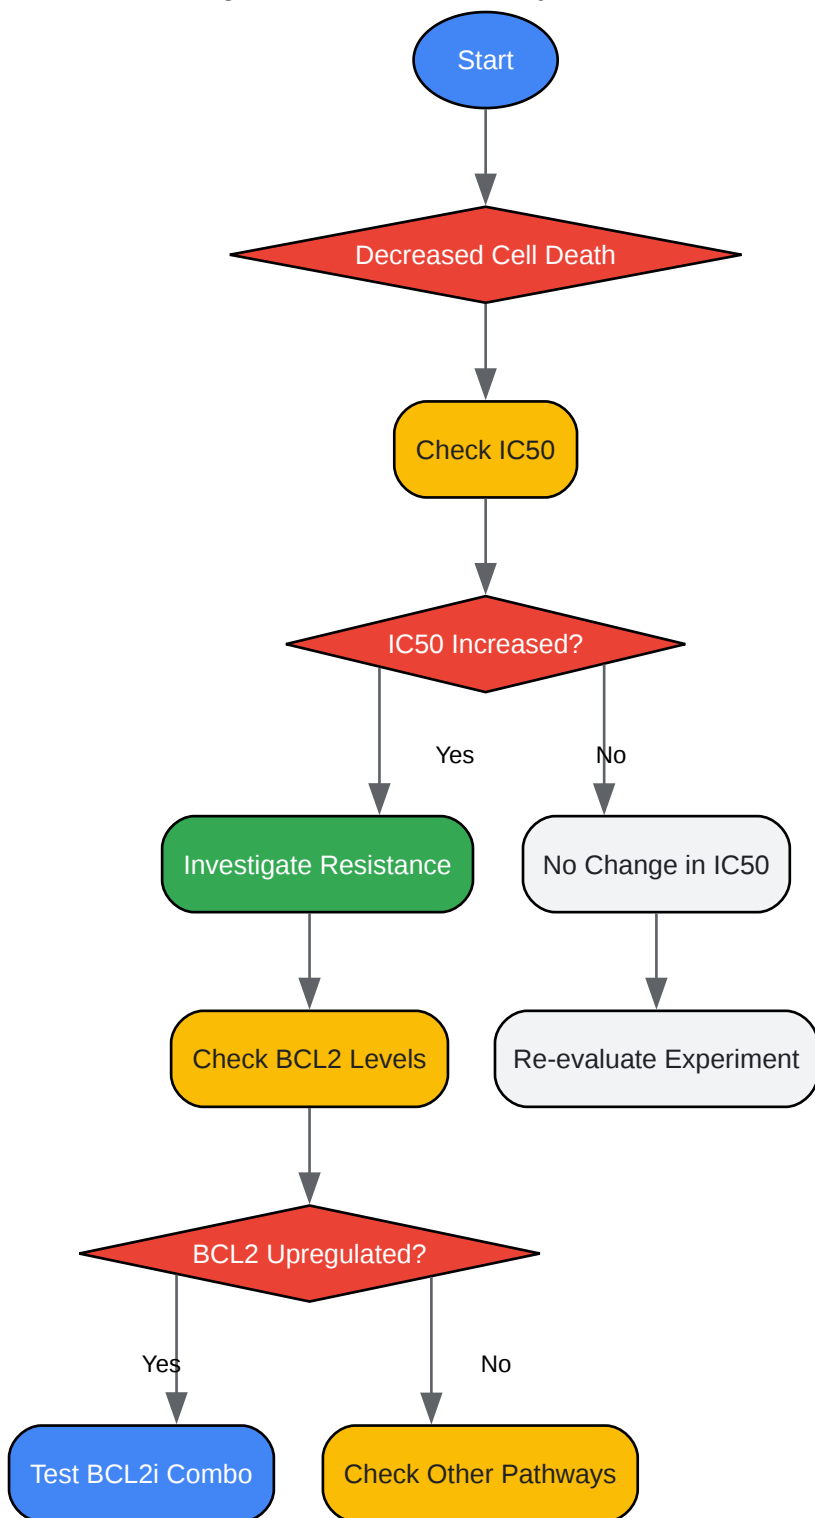 Start
Decreased Cell Death
Check IC50
IC50 Increased?
Yes
No
Investigate Resistance
No Change in IC50
Check BCL2 Levels
Re-evaluate Experiment
BCL2 Upregulated?
Yes
No
Test BCL2i Combo
Check Other Pathways